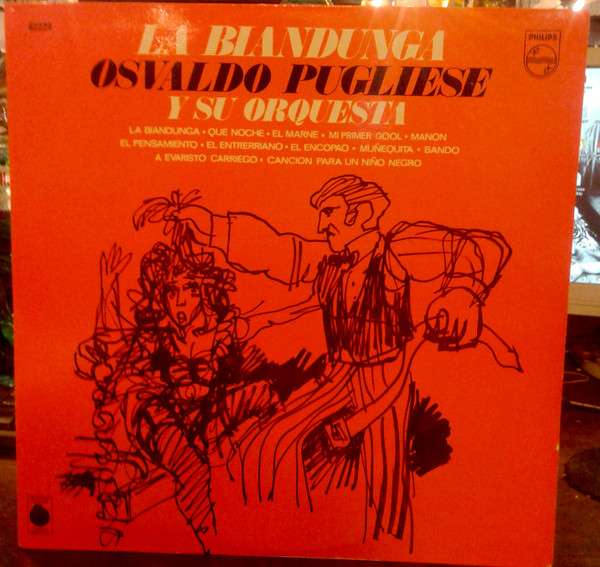 LA BIANDUNGA
PHILIPS
OSVALDO PUGLIESE
Y SU ORQUESTA
LA BIANDUNGA • QUE NOCHE • EL MARNE • MI PRIMER GOOL • MANON
EL PENSAMIENTO • EL ENTRERRIANO • EL ENCOPAO • MUÑEQUITA • BANDO
A EVARISTO CARRIEGO • CANCION PARA UN NIÑO NEGRO